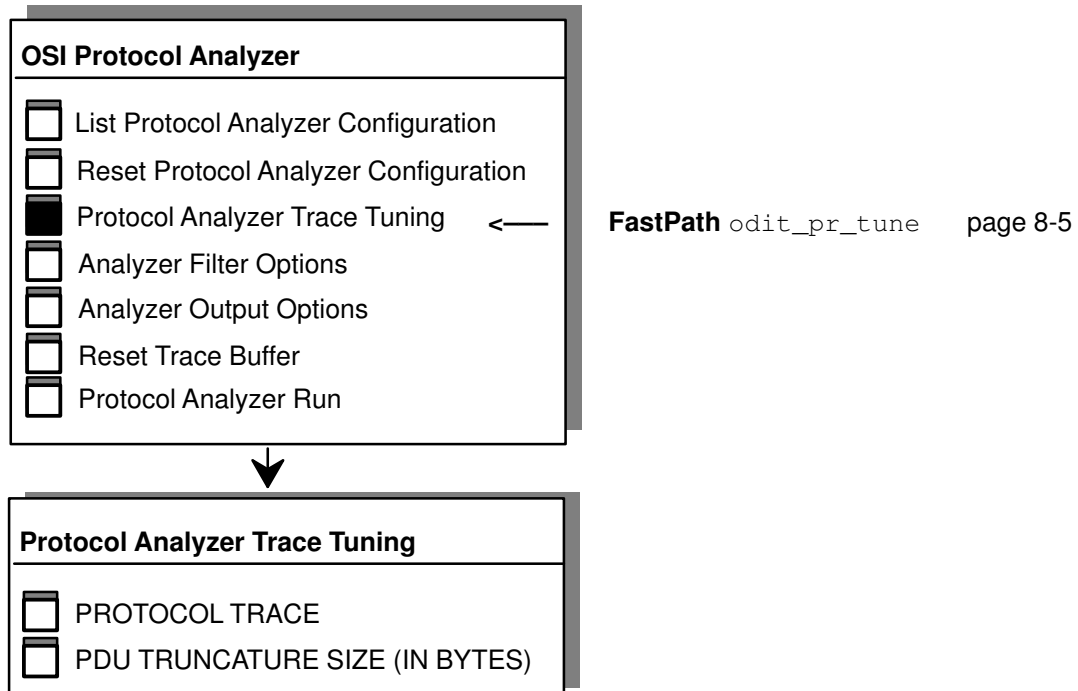 OSI Protocol Analyzer
List Protocol Analyzer Configuration
Reset Protocol Analyzer Configuration
Protocol Analyzer Trace Tuning <—— FastPath odit_pr_tune page 8-5
Analyzer Filter Options
Analyzer Output Options
Reset Trace Buffer
Protocol Analyzer Run
Protocol Analyzer Trace Tuning
PROTOCOL TRACE
PDU TRUNCATURE SIZE (IN BYTES)